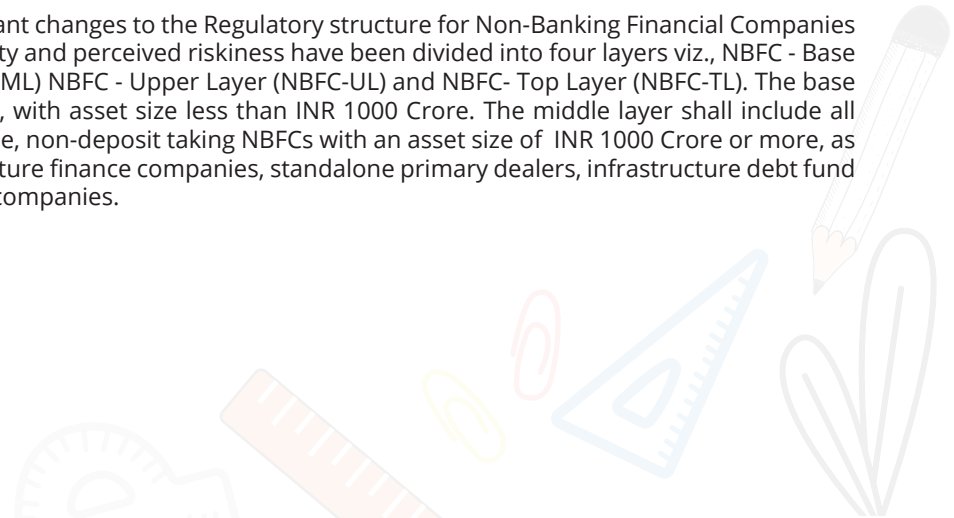 ant changes to the Regulatory structure for Non-Banking Financial Companies
ty and perceived riskiness have been divided into four layers viz., NBFC - Base
ML) NBFC - Upper Layer (NBFC-UL) and NBFC- Top Layer (NBFC-TL). The base
, with asset size less than INR 1000 Crore. The middle layer shall include all
e, non-deposit taking NBFCs with an asset size of INR 1000 Crore or more, as
ture finance companies, standalone primary dealers, infrastructure debt fund
companies.